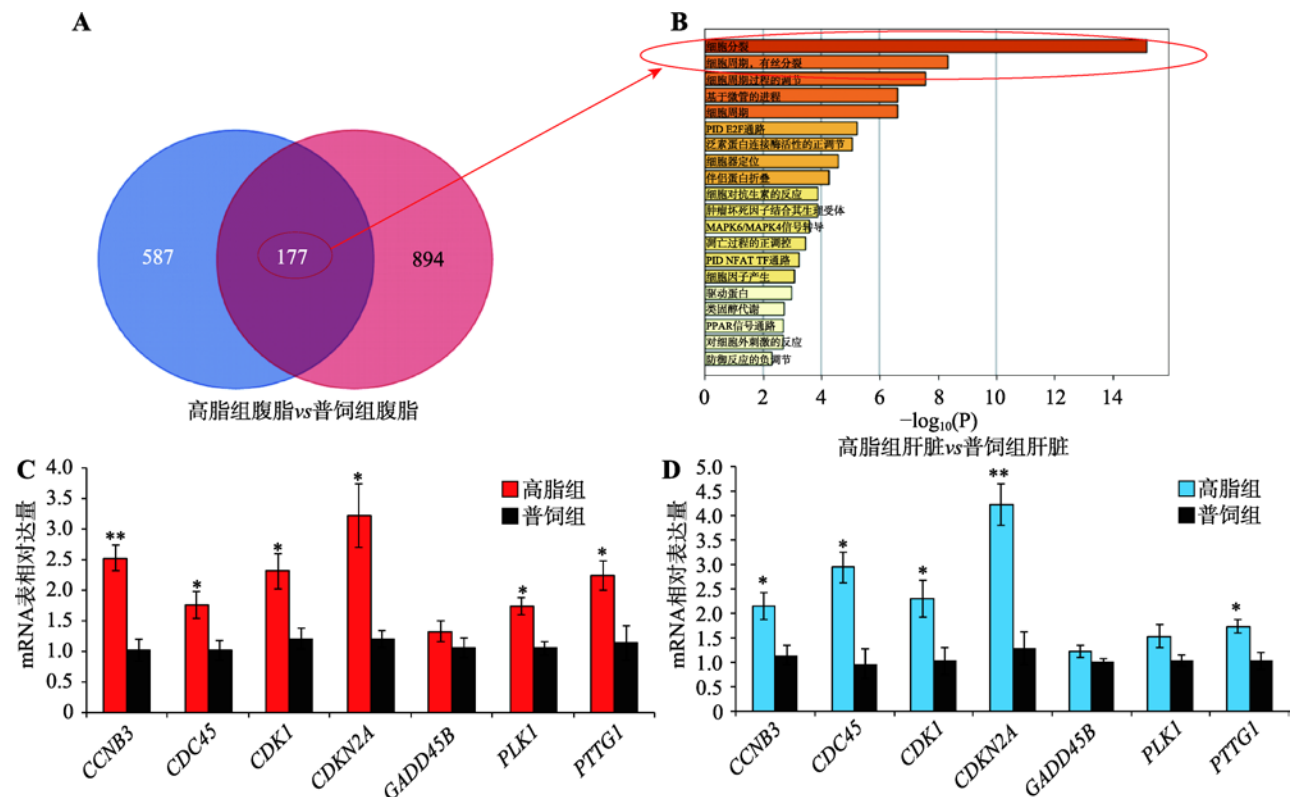 A
587
177
894
高脂组腹脂vs普饲组腹脂
B
细胞分裂
细胞周期，有丝分裂
细胞周期过程的调节
基于微管的进程
细胞周期
PID E2F通路
泛素蛋白连接酶活性的正调节
细胞器定位
伴侣蛋白折叠
细胞对抗生素的反应
肿瘤坏死因子结合其生理受体
MAPK6/MAPK4信号转导
凋亡过程的正调控
PID NFAT TF通路
细胞因子产生
驱动蛋白
类固醇代谢
PPAR信号通路
对细胞外刺激的反应
防御反应的负调节
0 2 4 6 8 10 12 14
−log₁₀(P)
高脂组肝脏vs普饲组肝脏
C
mRNA表相对达量
4.0
3.5
3.0
2.5
2.0
1.5
1.0
0.5
0
** * * * * *
高脂组
普饲组
CCNB3 CDC45 CDK1 CDKN2A GADD45B PLK1 PTTG1
D
mRNA相对表达量
5.0
4.5
4.0
3.5
3.0
2.5
2.0
1.5
1.0
0.5
0
* * * ** *
高脂组
普饲组
CCNB3 CDC45 CDK1 CDKN2A GADD45B PLK1 PTTG1